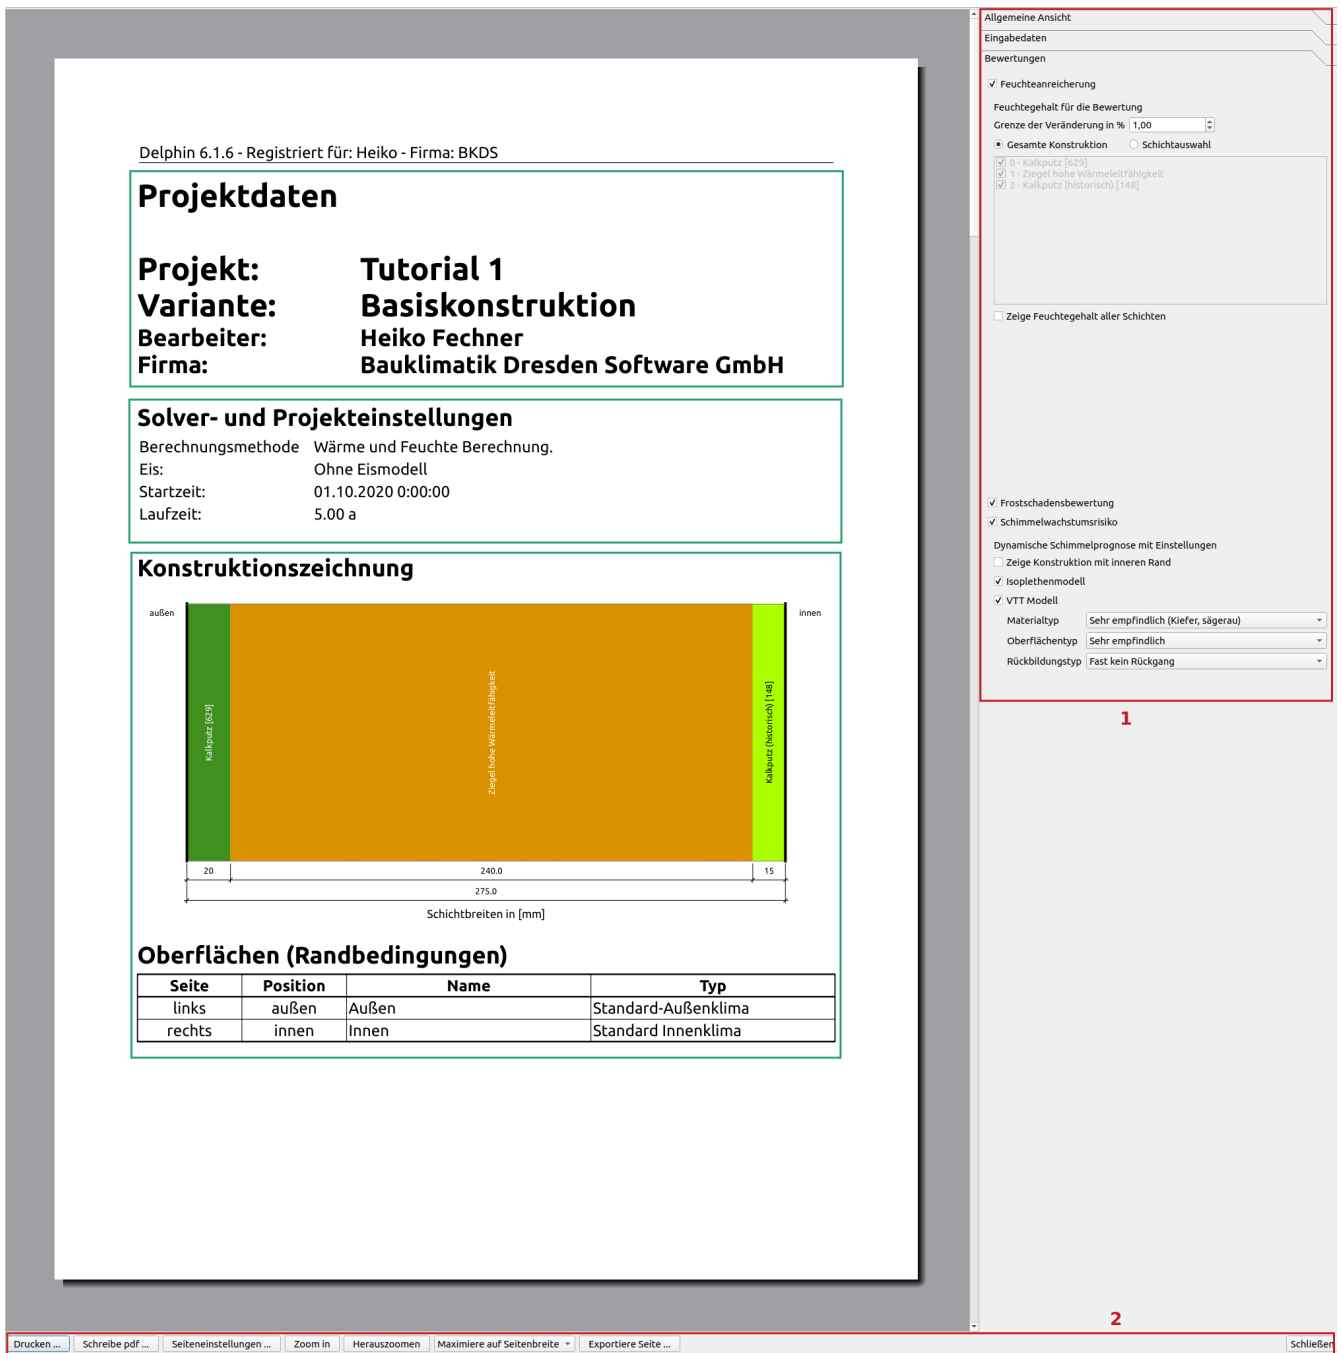 Delphin 6.1.6 - Registriert für: Heiko - Firma: BKDS
Projektdaten
Projekt: Tutorial 1
Variante: Basiskonstruktion
Bearbeiter: Heiko Fechner
Firma: Bauklimatik Dresden Software GmbH
Solver- und Projekteinstellungen
Berechnungsmethode Wärme und Feuchte Berechnung.
Eis: Ohne Eismodell
Startzeit: 01.10.2020 0:00:00
Laufzeit: 5.00 a
Konstruktionszeichnung
außen
innen
Kalkputz [629]
Ziegel hohe Wärmeleitfähigkeit
Kalkputz (historisch) [148]
20 240.0 15
275.0
Schichtbreiten in [mm]
Oberflächen (Randbedingungen)
Seite Position Name Typ
links außen Außen Standard-Außenklima
rechts innen Innen Standard Innenklima
Allgemeine Ansicht
Eingabedaten
Bewertungen
Feuchteanreicherung
Feuchtegehalt für die Bewertung
Grenze der Veränderung in % 1,00
Gesamte Konstruktion Schichtauswahl
0 - Kalkputz [629]
1 - Ziegel hohe Wärmeleitfähigkeit
2 - Kalkputz (historisch) [148]
Zeige Feuchtegehalt aller Schichten
Frostschadensbewertung
Schimmelwachstumsrisiko
Dynamische Schimmelprognose mit Einstellungen
Zeige Konstruktion mit inneren Rand
Isoplethenmodell
VTT Modell
Materialtyp Sehr empfindlich (Kiefer, sägerau)
Oberflächentyp Sehr empfindlich
Rückbildungstyp Fast kein Rückgang
1
2
Drucken ... Schreibe pdf ... Seiteneinstellungen ... Zoom in Herauszoomen Maximiere auf Seitenbreite Exportiere Seite ... Schließen